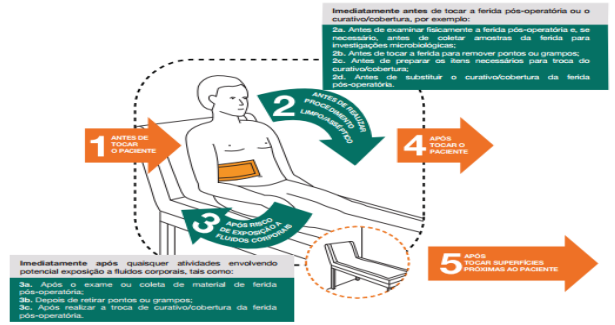 Imediatamente antes de tocar a ferida pós-operatória ou o
curativo/cobertura, por exemplo:
2a. Antes de examinar fisicamente a ferida pós-operatória e, se
necessário, antes de coletar amostras da ferida para
investigações microbiológicas;
2b. Antes de tocar a ferida para remover pontos ou grampos;
2c. Antes de preparar os itens necessários para troca do
curativo/cobertura;
2d. Antes de substituir o curativo/cobertura da ferida
pós-operatória.
1 ANTES DE
TOCAR
O PACIENTE
2 ANTES DE REALIZAR
PROCEDIMENTO
LIMPO/ASSÉPTICO
4 APÓS
TOCAR O
PACIENTE
3 APÓS RISCO
DE EXPOSIÇÃO A
FLUIDOS CORPORAIS
5 APÓS
TOCAR SUPERFÍCIES
PRÓXIMAS AO PACIENTE
Imediatamente após quaisquer atividades envolvendo
potencial exposição a fluidos corporais, tais como:
3a. Após o exame ou coleta de material de ferida
pós-operatória;
3b. Depois de retirar pontos ou grampos;
3c. Após realizar a troca de curativo/cobertura da ferida
pós-operatória.